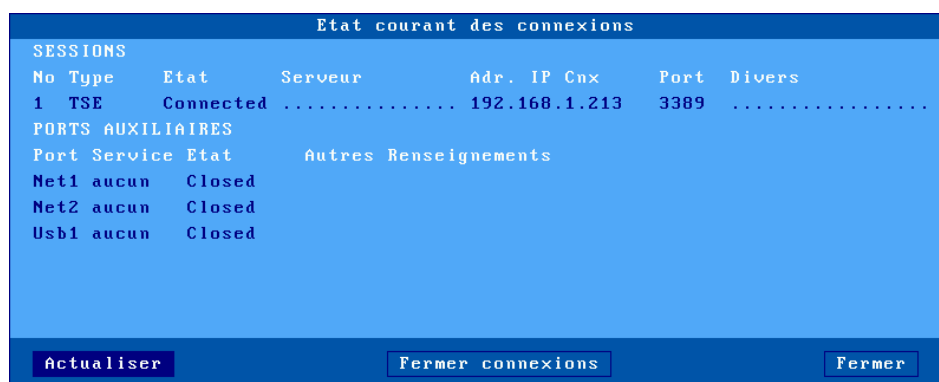 Etat courant des connexions
SESSIONS
No Type Etat Serveur Adr. IP Cnx Port Divers
1 TSE Connected ............... 192.168.1.213 3389 .................
PORTS AUXILIAIRES
Port Service Etat Autres Renseignements
Net1 aucun Closed
Net2 aucun Closed
Usb1 aucun Closed
Actualiser Fermer connexions Fermer